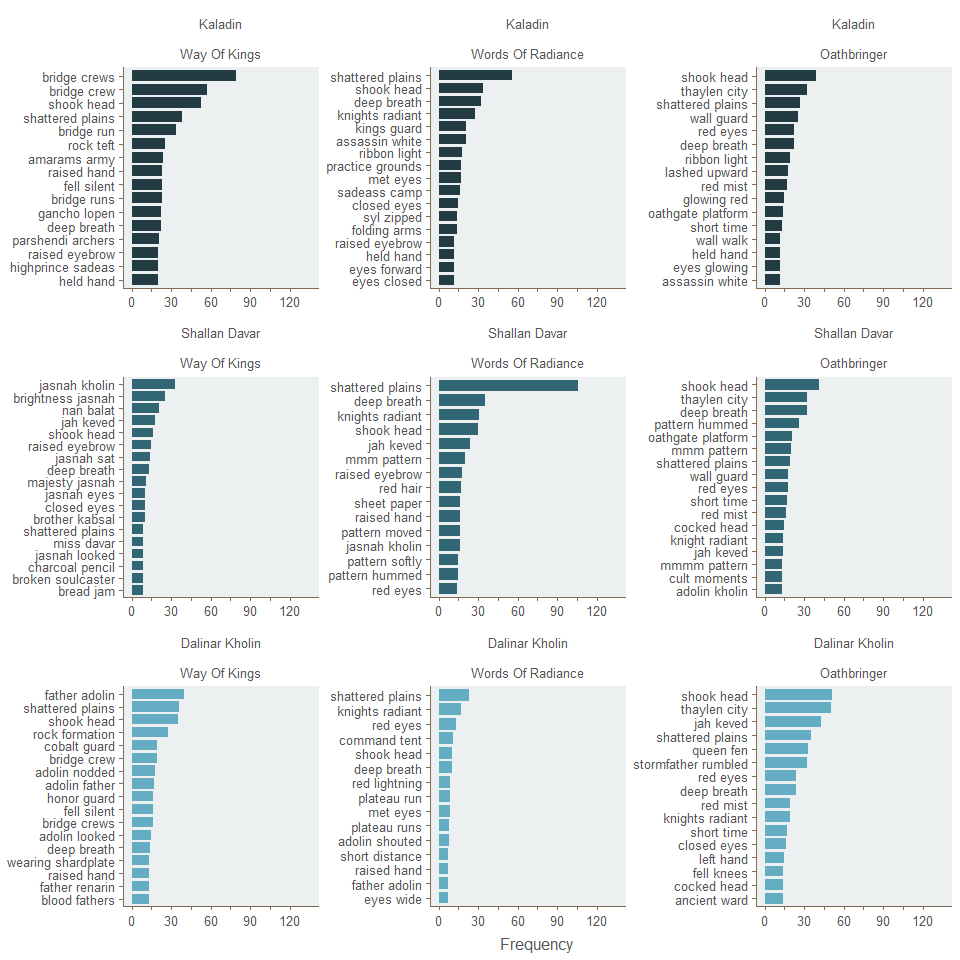 Kaladin
Way Of Kings
bridge crews
bridge crew
shook head
shattered plains
bridge run
rock teft
amarams army
raised hand
fell silent
bridge runs
gancho lopen
deep breath
parshendi archers
raised eyebrow
highprince sadeas
held hand
0 30 60 90 120
Kaladin
Words Of Radiance
shattered plains
shook head
deep breath
knights radiant
kings guard
assassin white
ribbon light
practice grounds
met eyes
sadeass camp
closed eyes
syl zipped
folding arms
raised eyebrow
held hand
eyes forward
eyes closed
0 30 60 90 120
Kaladin
Oathbringer
shook head
thaylen city
shattered plains
wall guard
red eyes
deep breath
ribbon light
lashed upward
red mist
glowing red
oathgate platform
short time
wall walk
held hand
eyes glowing
assassin white
0 30 60 90 120
Shallan Davar
Way Of Kings
jasnah kholin
brightness jasnah
nan balat
jah keved
shook head
raised eyebrow
jasnah sat
deep breath
majesty jasnah
jasnah eyes
closed eyes
brother kabsal
shattered plains
miss davar
jasnah looked
charcoal pencil
broken soulcaster
bread jam
0 30 60 90 120
Shallan Davar
Words Of Radiance
shattered plains
deep breath
knights radiant
shook head
jah keved
mmm pattern
raised eyebrow
red hair
sheet paper
raised hand
pattern moved
jasnah kholin
pattern softly
pattern hummed
red eyes
0 30 60 90 120
Shallan Davar
Oathbringer
shook head
thaylen city
deep breath
pattern hummed
oathgate platform
mmm pattern
shattered plains
wall guard
red eyes
short time
red mist
cocked head
knight radiant
jah keved
mmmm pattern
cult moments
adolin kholin
0 30 60 90 120
Dalinar Kholin
Way Of Kings
father adolin
shattered plains
shook head
rock formation
cobalt guard
bridge crew
adolin nodded
adolin father
honor guard
fell silent
bridge crews
adolin looked
deep breath
wearing shardplate
raised hand
father renarin
blood fathers
0 30 60 90 120
Dalinar Kholin
Words Of Radiance
shattered plains
knights radiant
red eyes
command tent
shook head
deep breath
red lightning
plateau run
met eyes
plateau runs
adolin shouted
short distance
raised hand
father adolin
eyes wide
0 30 60 90 120
Dalinar Kholin
Oathbringer
shook head
thaylen city
jah keved
shattered plains
queen fen
stormfather rumbled
red eyes
deep breath
red mist
knights radiant
short time
closed eyes
left hand
fell knees
cocked head
ancient ward
0 30 60 90 120
Frequency